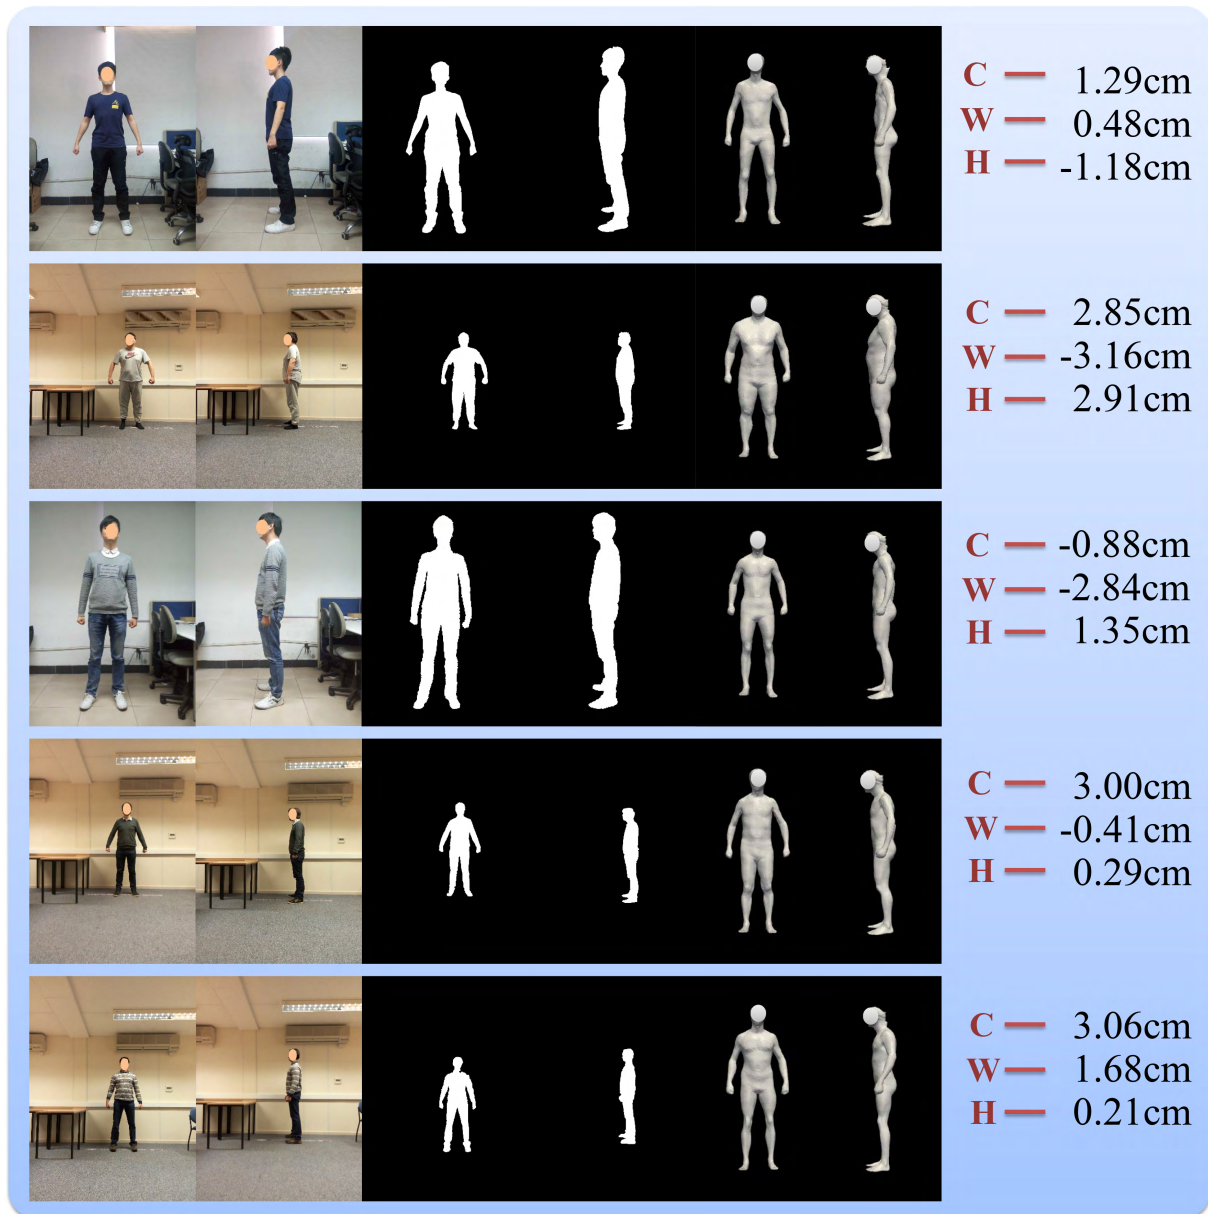 C — 1.29cm
W — 0.48cm
H — -1.18cm
C — 2.85cm
W — -3.16cm
H — 2.91cm
C — -0.88cm
W — -2.84cm
H — 1.35cm
C — 3.00cm
W — -0.41cm
H — 0.29cm
C — 3.06cm
W — 1.68cm
H — 0.21cm